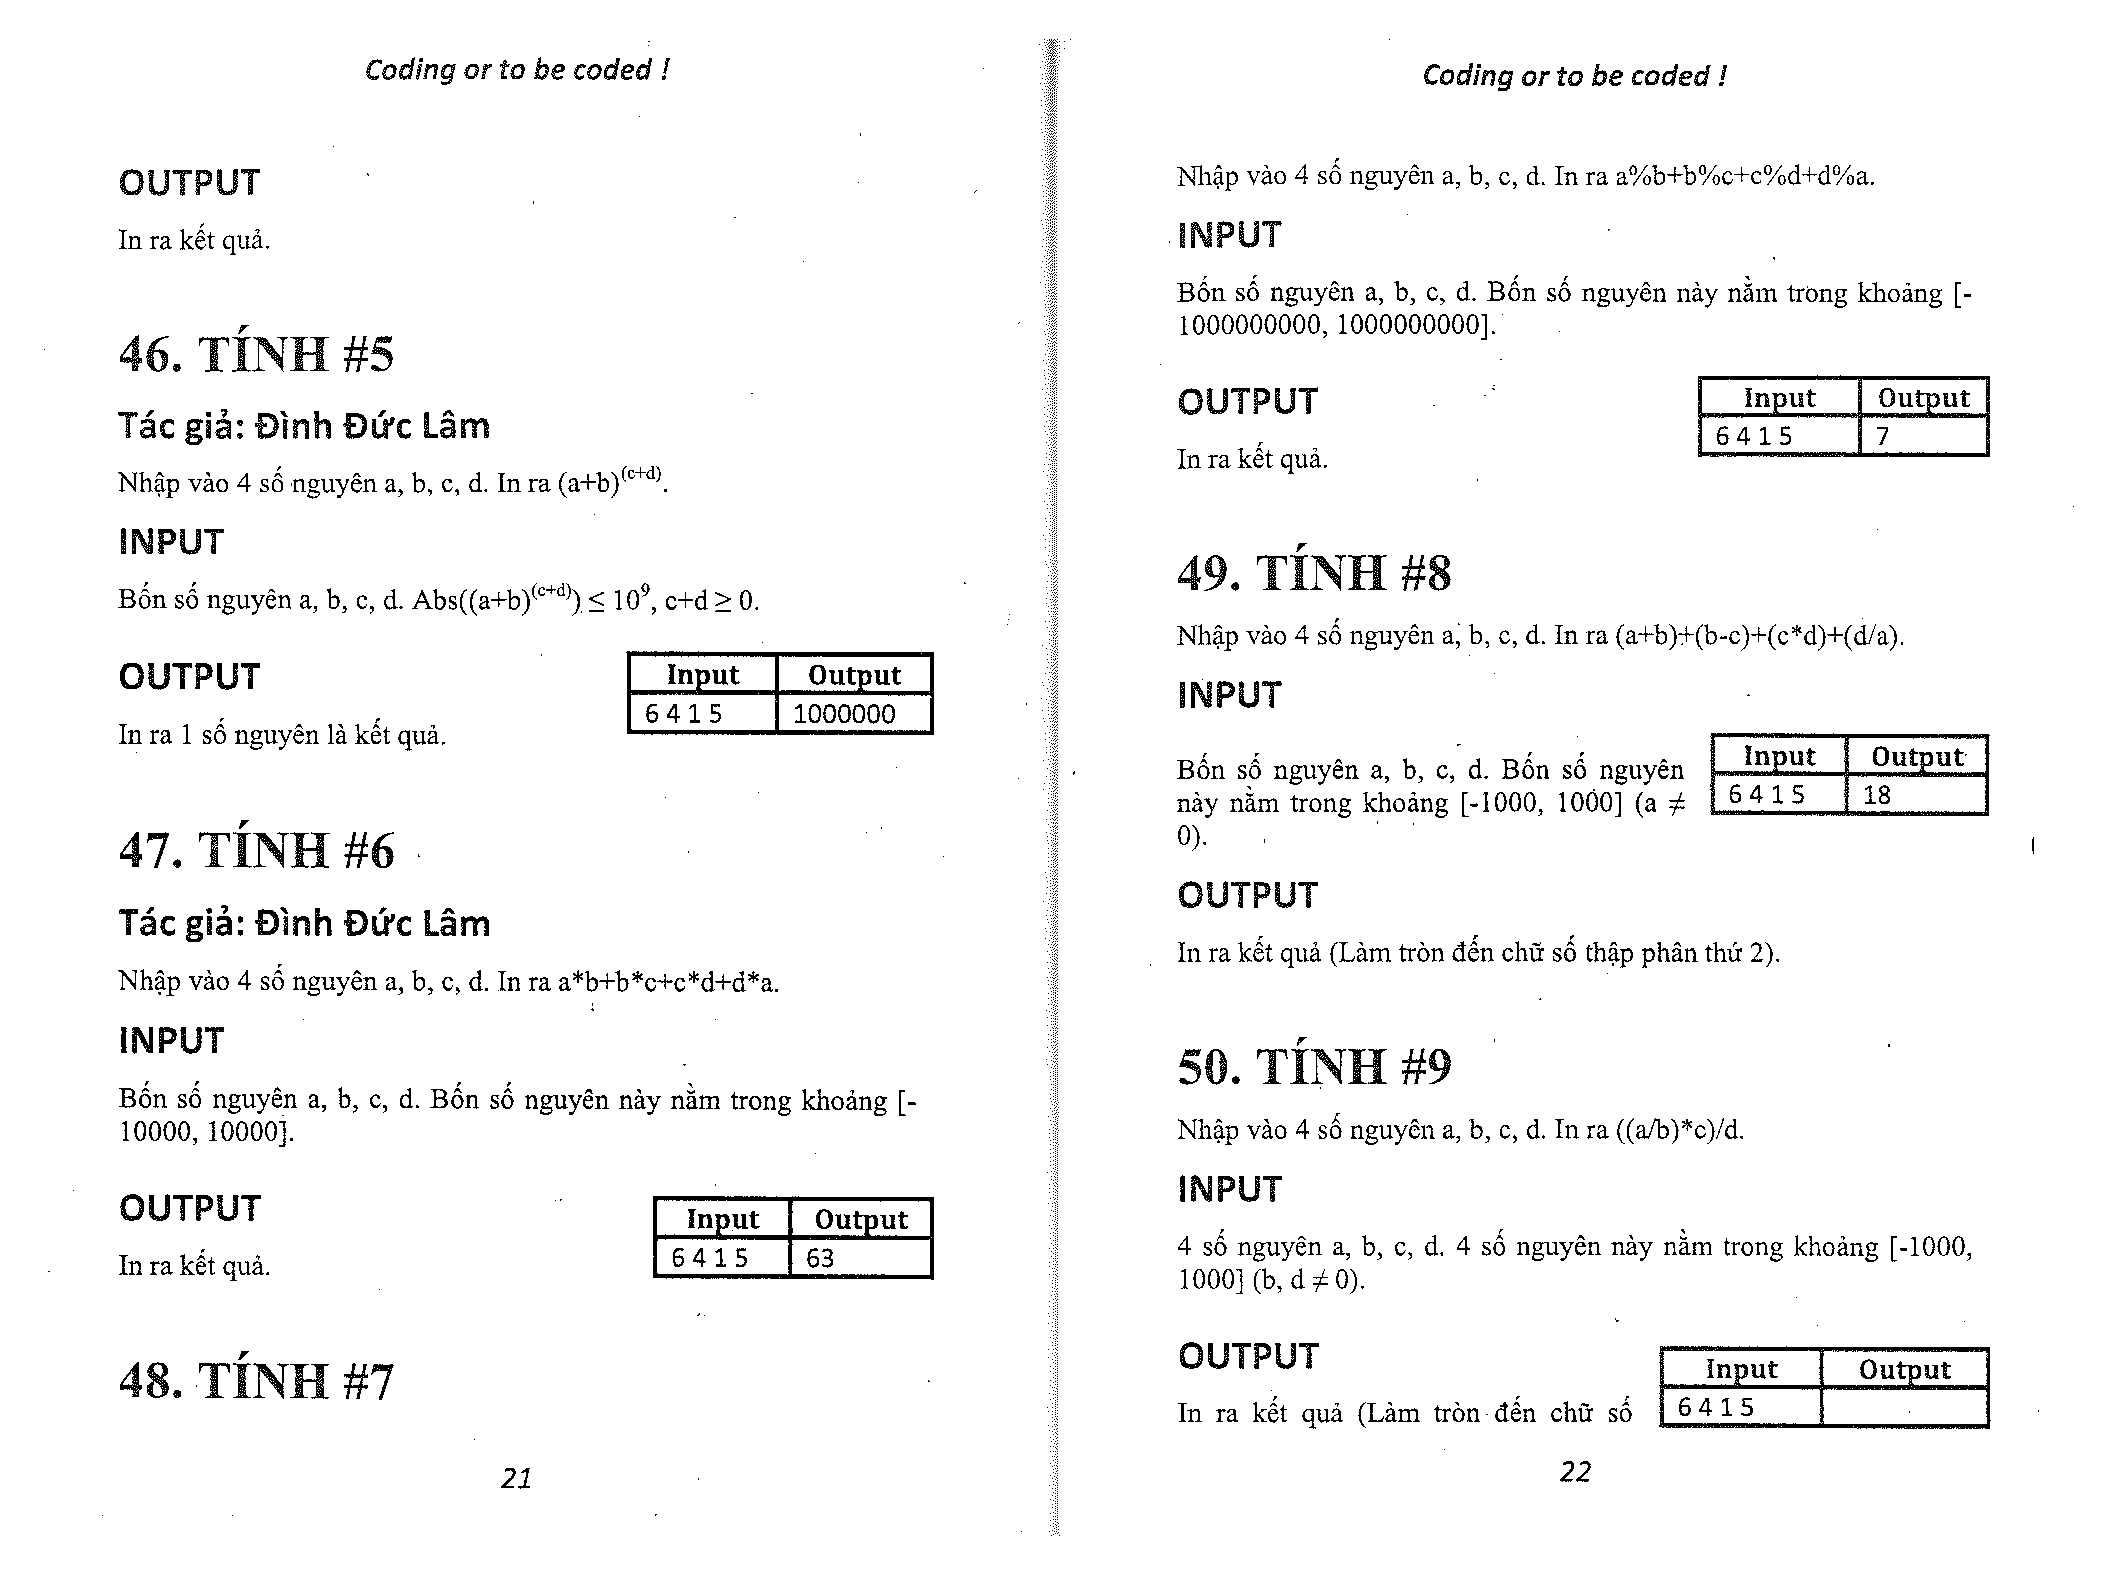 Coding or to be coded !
OUTPUT
In ra kết quả.
46. TÍNH #5
Tác giả: Đình Đức Lâm
Nhập vào 4 số nguyên a, b, c, d. In ra (a+b)^(c+d).
INPUT
Bốn số nguyên a, b, c, d. Abs((a+b)^(c+d)) ≤ 10⁹, c+d ≥ 0.
OUTPUT
In ra 1 số nguyên là kết quả.
Input Output
6 4 1 5 1000000
47. TÍNH #6
Tác giả: Đình Đức Lâm
Nhập vào 4 số nguyên a, b, c, d. In ra a*b+b*c+c*d+d*a.
INPUT
Bốn số nguyên a, b, c, d. Bốn số nguyên này nằm trong khoảng [-
10000, 10000].
OUTPUT
In ra kết quả.
Input Output
6 4 1 5 63
48. TÍNH #7
21
Coding or to be coded !
Nhập vào 4 số nguyên a, b, c, d. In ra a%b+b%c+c%d+d%a.
INPUT
Bốn số nguyên a, b, c, d. Bốn số nguyên này nằm trong khoảng [-
1000000000, 1000000000].
OUTPUT
In ra kết quả.
Input Output
6 4 1 5 7
49. TÍNH #8
Nhập vào 4 số nguyên a, b, c, d. In ra (a+b)+(b-c)+(c*d)+(d/a).
INPUT
Bốn số nguyên a, b, c, d. Bốn số nguyên
này nằm trong khoảng [-1000, 1000] (a ≠
0).
Input Output
6 4 1 5 18
OUTPUT
In ra kết quả (Làm tròn đến chữ số thập phân thứ 2).
50. TÍNH #9
Nhập vào 4 số nguyên a, b, c, d. In ra ((a/b)*c)/d.
INPUT
4 số nguyên a, b, c, d. 4 số nguyên này nằm trong khoảng [-1000,
1000] (b, d ≠ 0).
OUTPUT
In ra kết quả (Làm tròn đến chữ số
Input Output
6 4 1 5
22